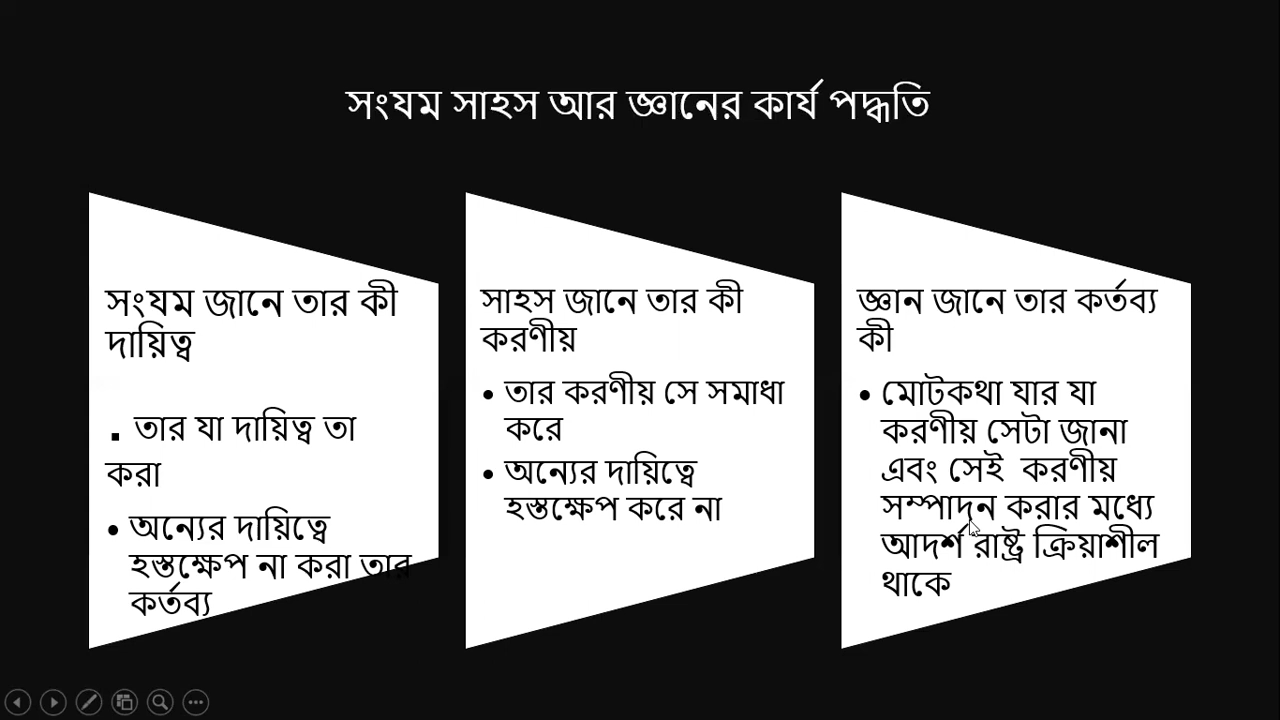 সংযম সাহস আর জ্ঞানের কার্য পদ্ধতি
সংযম জানে তার কী
দায়িত্ব
. তার যা দায়িত্ব তা
করা
• অন্যের দায়িত্বে
হস্তক্ষেপ না করা তার
কর্তব্য
সাহস জানে তার কী
করণীয়
• তার করণীয় সে সমাধা
করে
• অন্যের দায়িত্বে
হস্তক্ষেপ করে না
জ্ঞান জানে তার কর্তব্য
কী
• মোটকথা যার যা
করণীয় সেটা জানা
এবং সেই করণীয়
সম্পাদন করার মধ্যে
আদর্শ রাষ্ট্র ক্রিয়াশীল
থাকে